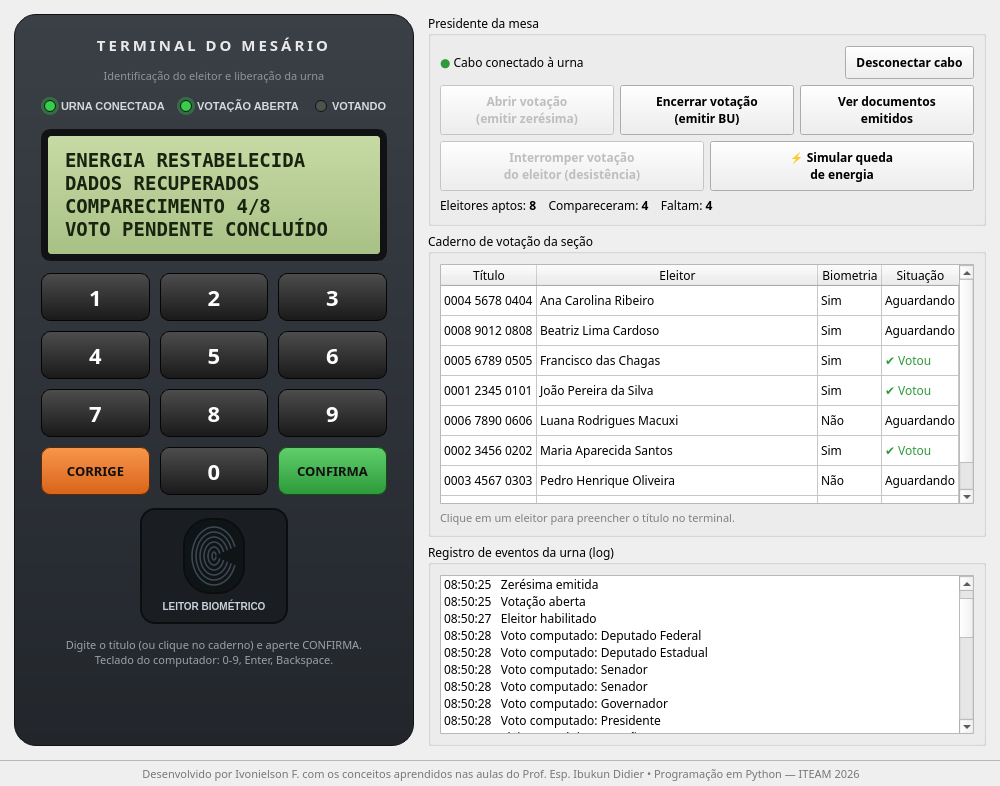 TERMINAL DO MESÁRIO
Identificação do eleitor e liberação da urna
URNA CONECTADA VOTAÇÃO ABERTA VOTANDO
ENERGIA RESTABELECIDA
DADOS RECUPERADOS
COMPARECIMENTO 4/8
VOTO PENDENTE CONCLUÍDO
1 2 3
4 5 6
7 8 9
CORRIGE 0 CONFIRMA
LEITOR BIOMÉTRICO
Digite o título (ou clique no caderno) e aperte CONFIRMA.
Teclado do computador: 0-9, Enter, Backspace.
Presidente da mesa
Cabo conectado à urna
Desconectar cabo
Abrir votação
(emitir zerésima)
Encerrar votação
(emitir BU)
Ver documentos
emitidos
Interromper votação
do eleitor (desistência)
⚡ Simular queda
de energia
Eleitores aptos: 8 Compareceram: 4 Faltam: 4
Caderno de votação da seção
Título Eleitor Biometria Situação
0004 5678 0404 Ana Carolina Ribeiro Sim Aguardando
0008 9012 0808 Beatriz Lima Cardoso Sim Aguardando
0005 6789 0505 Francisco das Chagas Sim ✔ Votou
0001 2345 0101 João Pereira da Silva Sim ✔ Votou
0006 7890 0606 Luana Rodrigues Macuxi Não Aguardando
0002 3456 0202 Maria Aparecida Santos Sim ✔ Votou
0003 4567 0303 Pedro Henrique Oliveira Não Aguardando
Clique em um eleitor para preencher o título no terminal.
Registro de eventos da urna (log)
08:50:25 Zerésima emitida
08:50:25 Votação aberta
08:50:27 Eleitor habilitado
08:50:28 Voto computado: Deputado Federal
08:50:28 Voto computado: Deputado Estadual
08:50:28 Voto computado: Senador
08:50:28 Voto computado: Senador
08:50:28 Voto computado: Governador
08:50:28 Voto computado: Presidente
Desenvolvido por Ivonielson F. com os conceitos aprendidos nas aulas do Prof. Esp. Ibukun Didier • Programação em Python — ITEAM 2026